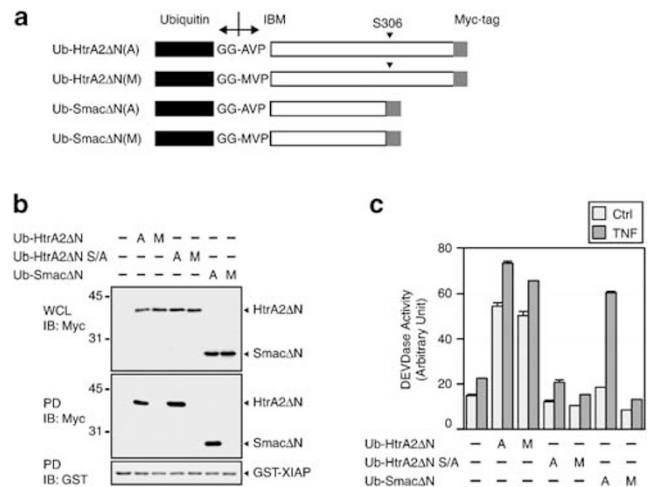 a
Ubiquitin IBM S306 Myc-tag
Ub-HtrA2ΔN(A) GG-AVP
Ub-HtrA2ΔN(M) GG-MVP
Ub-SmacΔN(A) GG-AVP
Ub-SmacΔN(M) GG-MVP
b
Ub-HtrA2ΔN – A M – – – –
Ub-HtrA2ΔN S/A – – – A M – –
Ub-SmacΔN – – – – – A M
45
WCL HtrA2ΔN
IB: Myc
31
SmacΔN
45
PD HtrA2ΔN
IB: Myc
31
SmacΔN
PD GST-XIAP
IB: GST
c
Ctrl
TNF
DEVDase Activity
(Arbitrary Unit)
80
60
40
20
0
Ub-HtrA2ΔN – A M – – – –
Ub-HtrA2ΔN S/A – – – A M – –
Ub-SmacΔN – – – – – A M